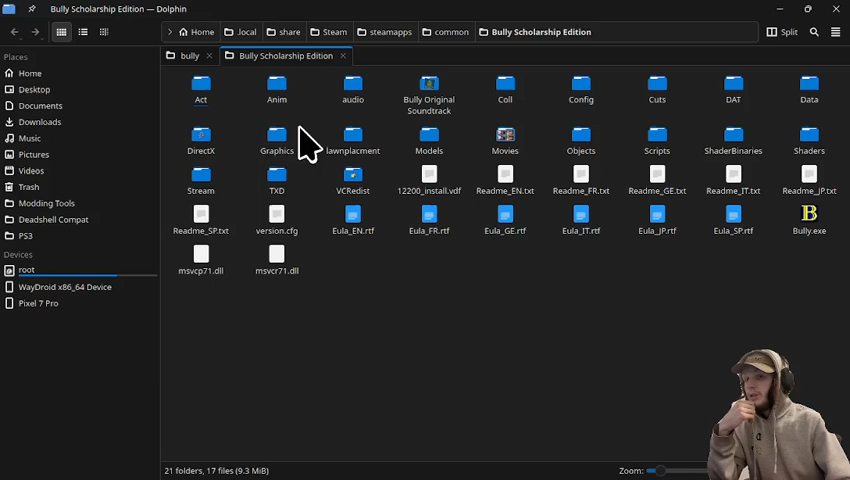 Bully Scholarship Edition — Dolphin
Home .local share Steam steamapps common Bully Scholarship Edition Split
bully Bully Scholarship Edition
Places
Home
Desktop
Documents
Downloads
Music
Pictures
Videos
Trash
Modding Tools
Deadshell Compat
PS3
Devices
root
WayDroid x86_64 Device
Pixel 7 Pro
Act Anim audio Bully Original Soundtrack Coll Config Cuts DAT Data
DirectX Graphics lawnplacment Models Movies Objects Scripts ShaderBinaries Shaders
Stream TXD VCRedist 12200_install.vdf Readme_EN.txt Readme_FR.txt Readme_GE.txt Readme_IT.txt Readme_JP.txt
Readme_SP.txt version.cfg Eula_EN.rtf Eula_FR.rtf Eula_GE.rtf Eula_IT.rtf Eula_JP.rtf Eula_SP.rtf Bully.exe
msvcp71.dll msvcr71.dll
21 folders, 17 files (9.3 MiB) Zoom: